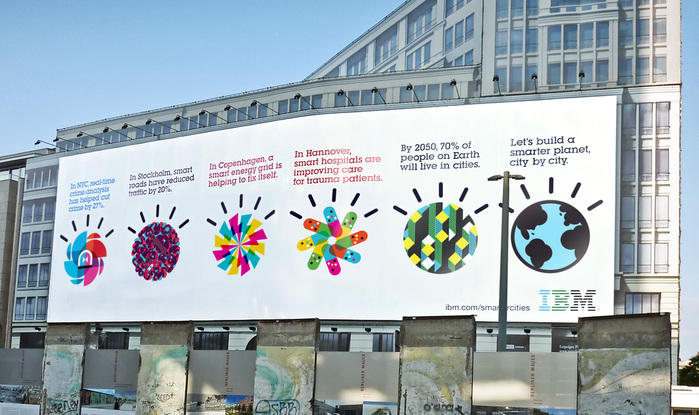 In NYC, real-time
crime analysis
has helped cut
crime by 27%.
In Stockholm, smart
roads have reduced
traffic by 20%.
In Copenhagen, a
smart energy grid is
helping to fix itself.
In Hannover,
smart hospitals are
improving care
for trauma patients.
By 2050, 70% of
people on Earth
will live in cities.
Let's build a
smarter planet,
city by city.
ibm.com/smartercities
IBM
BERLINER MAUER